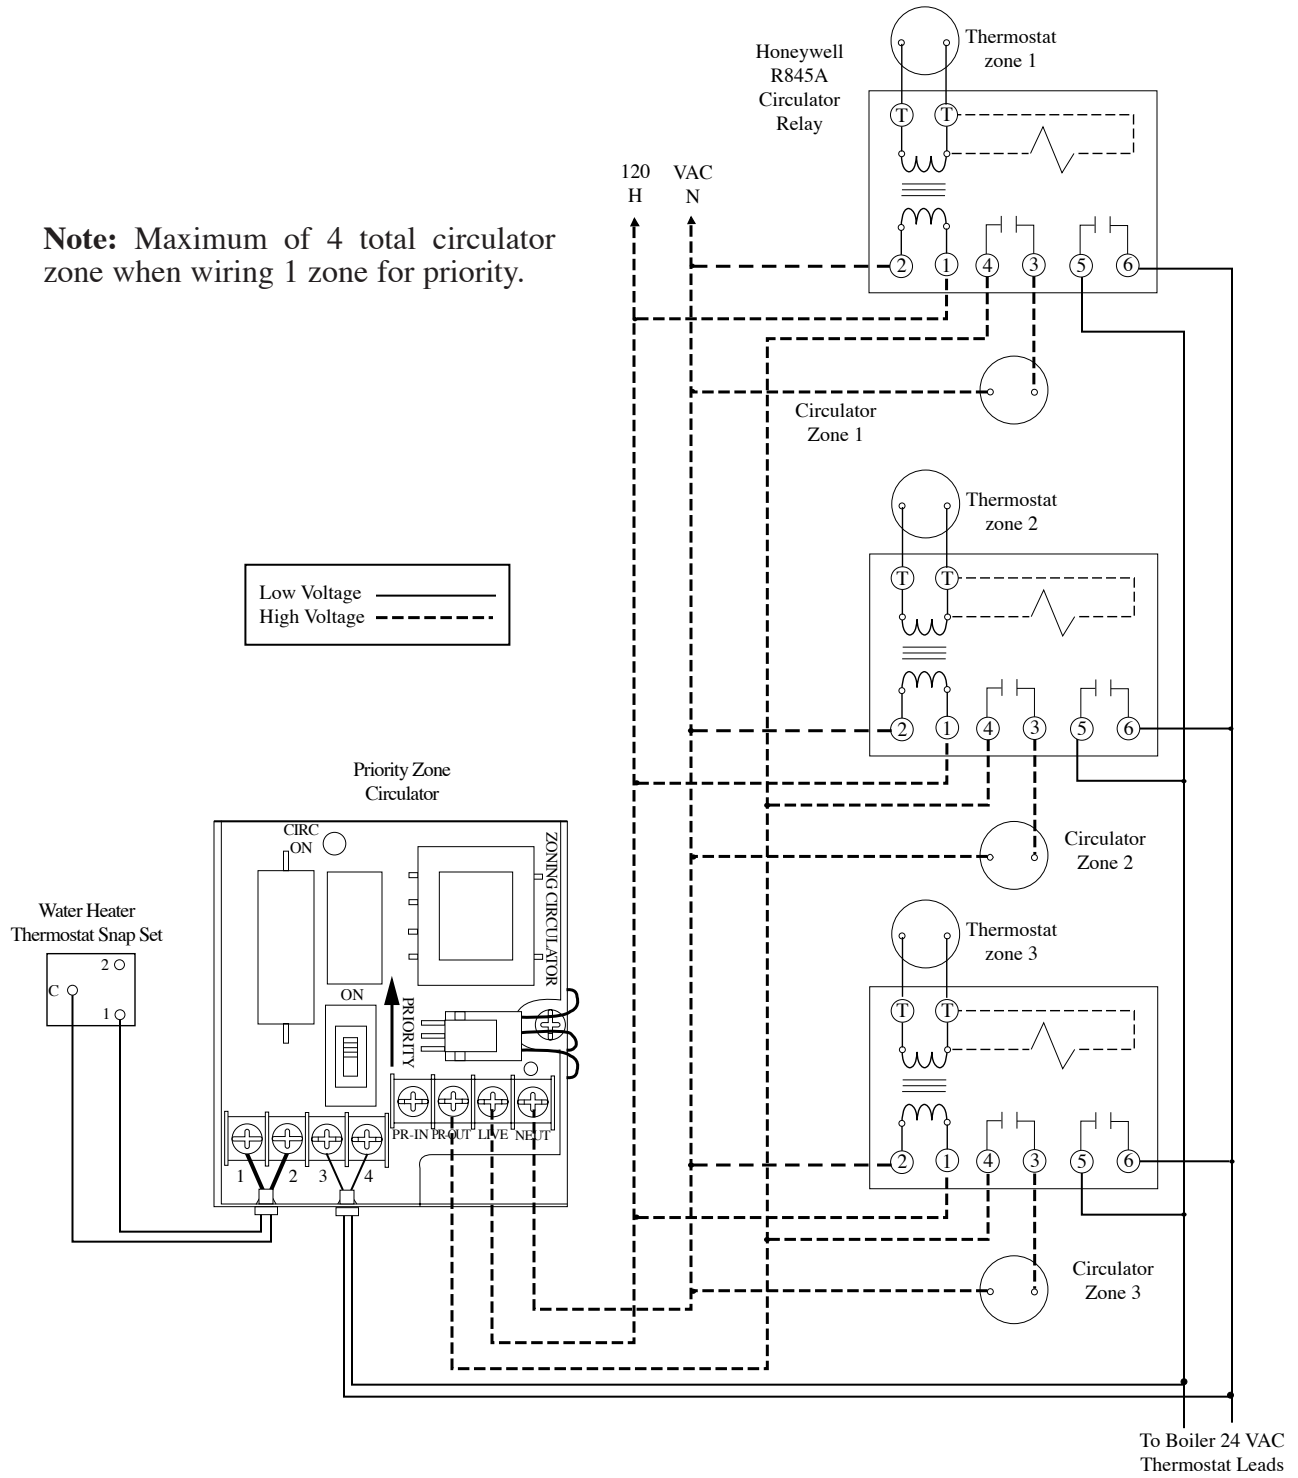 Thermostat
zone 1
Honeywell
R845A
Circulator
Relay
T T
120 VAC
H N
Note: Maximum of 4 total circulator
zone when wiring 1 zone for priority.
2 1 4 3 5 6
Circulator
Zone 1
Thermostat
zone 2
T T
Low Voltage
High Voltage
2 1 4 3 5 6
Priority Zone
Circulator
Circulator
Zone 2
CIRC
ON
ZONING CIRCULATOR
Water Heater
Thermostat Snap Set
2
C
1
ON
PRIORITY
Thermostat
zone 3
T T
PR-IN PR-OUT LIVE NEUT
1 2 3 4
2 1 4 3 5 6
Circulator
Zone 3
To Boiler 24 VAC
Thermostat Leads